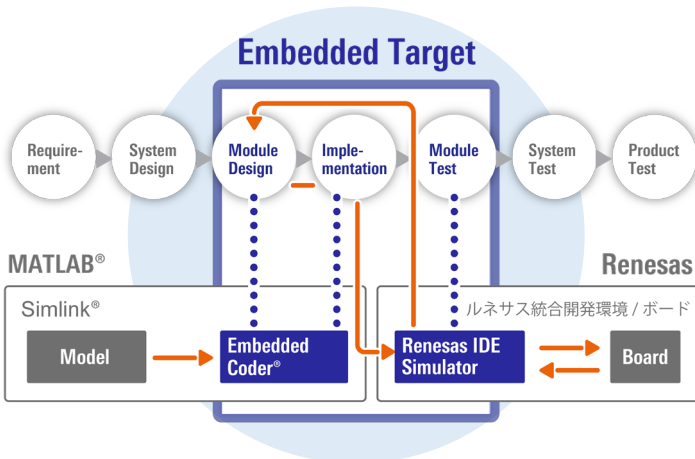 Embedded Target
Require-
ment
System
Design
Module
Design
Imple-
mentation
Module
Test
System
Test
Product
Test
MATLAB®
Renesas
Simlink®
ルネサス統合開発環境 / ボード
Model
Embedded
Coder®
Renesas IDE
Simulator
Board